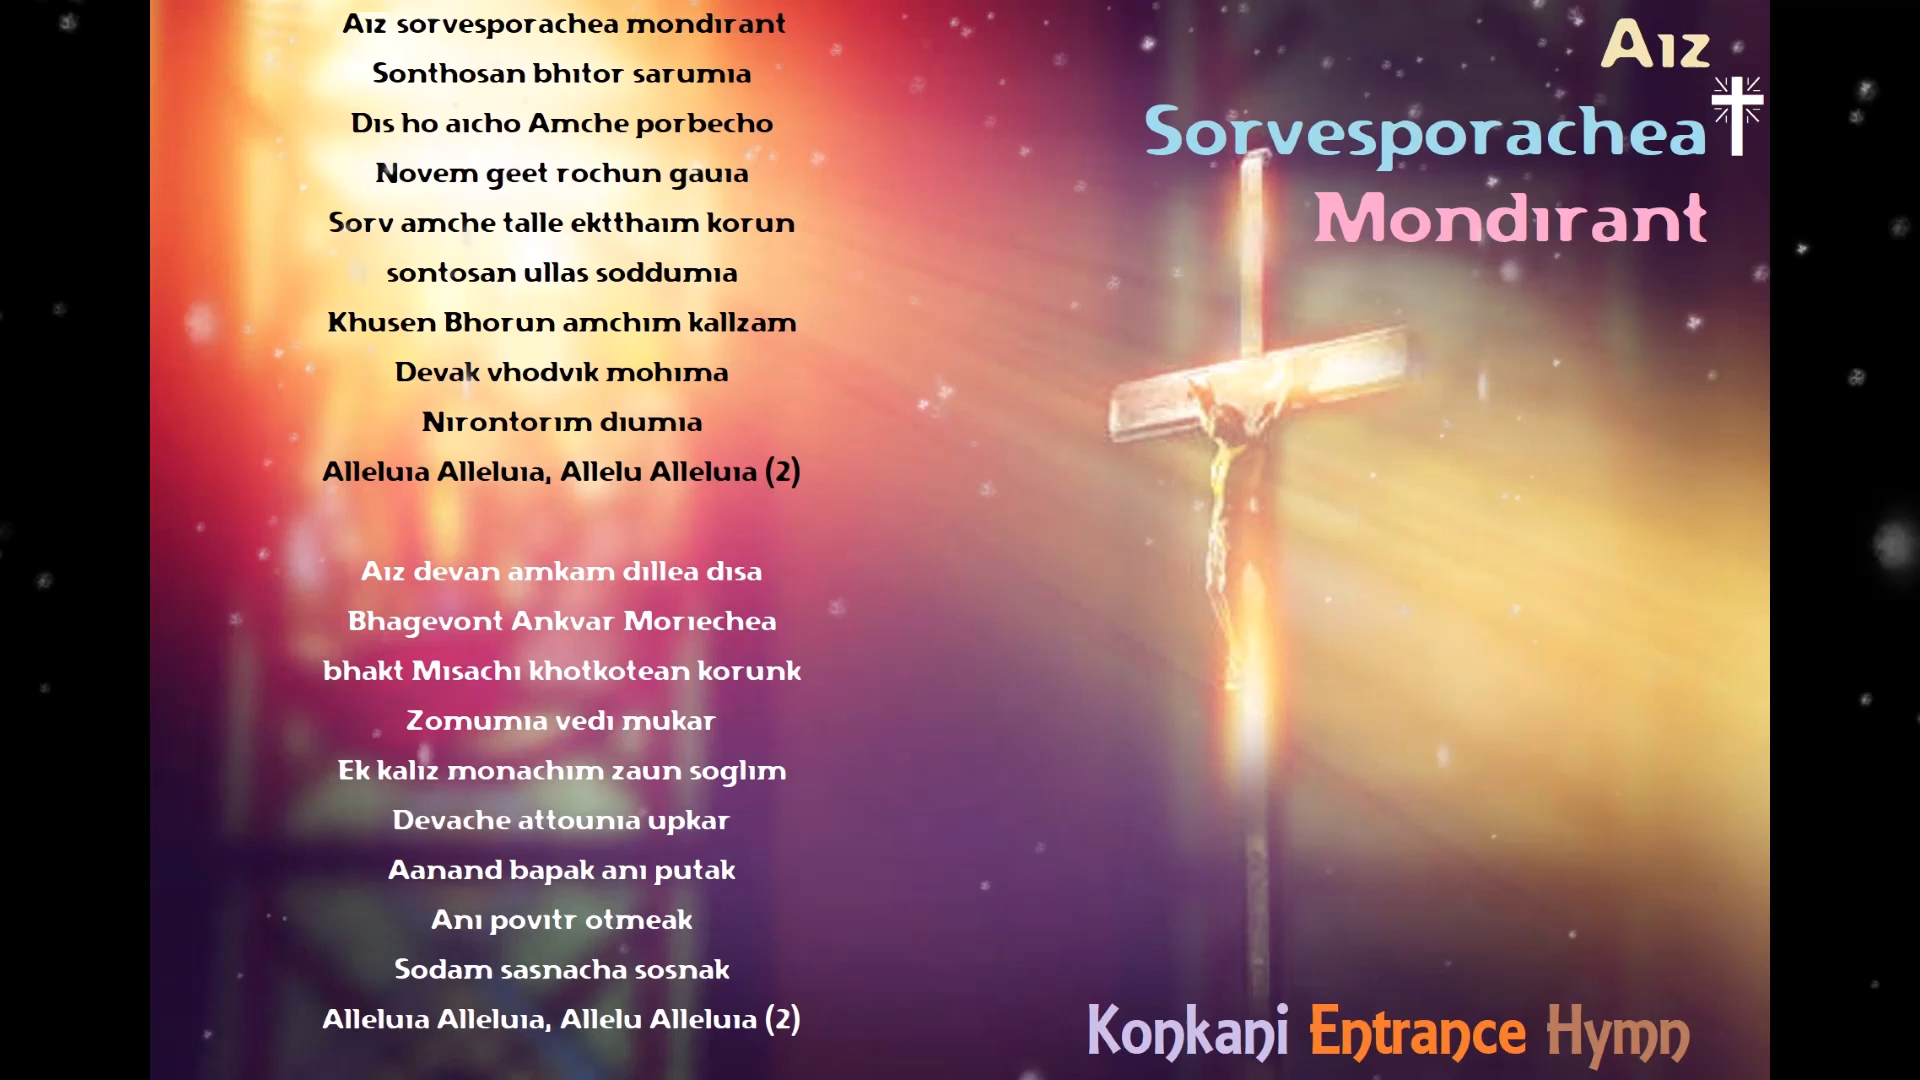 Aız sorvesporachea mondırant
Sonthosan bhıtor sarumıa
Dıs ho aıcho Amche porbecho
Novem geet rochun gauıa
Sorv amche talle ektthaım korun
sontosan ullas soddumıa
Khusen Bhorun amchım kallzam
Devak vhodvık mohıma
Nırontorım dıumıa
Alleluıa Alleluıa, Allelu Alleluıa (2)
Aız devan amkam dıllea dısa
Bhagevont Ankvar Morıechea
bhakt Mısachı khotkotean korunk
Zomumıa vedı mukar
Ek kalız monachım zaun soglım
Devache attounıa upkar
Aanand bapak anı putak
Anı povıtr otmeak
Sodam sasnacha sosnak
Alleluıa Alleluıa, Allelu Alleluıa (2)
Aız
Sorvesporachea
Mondırant
Konkani Entrance Hymn